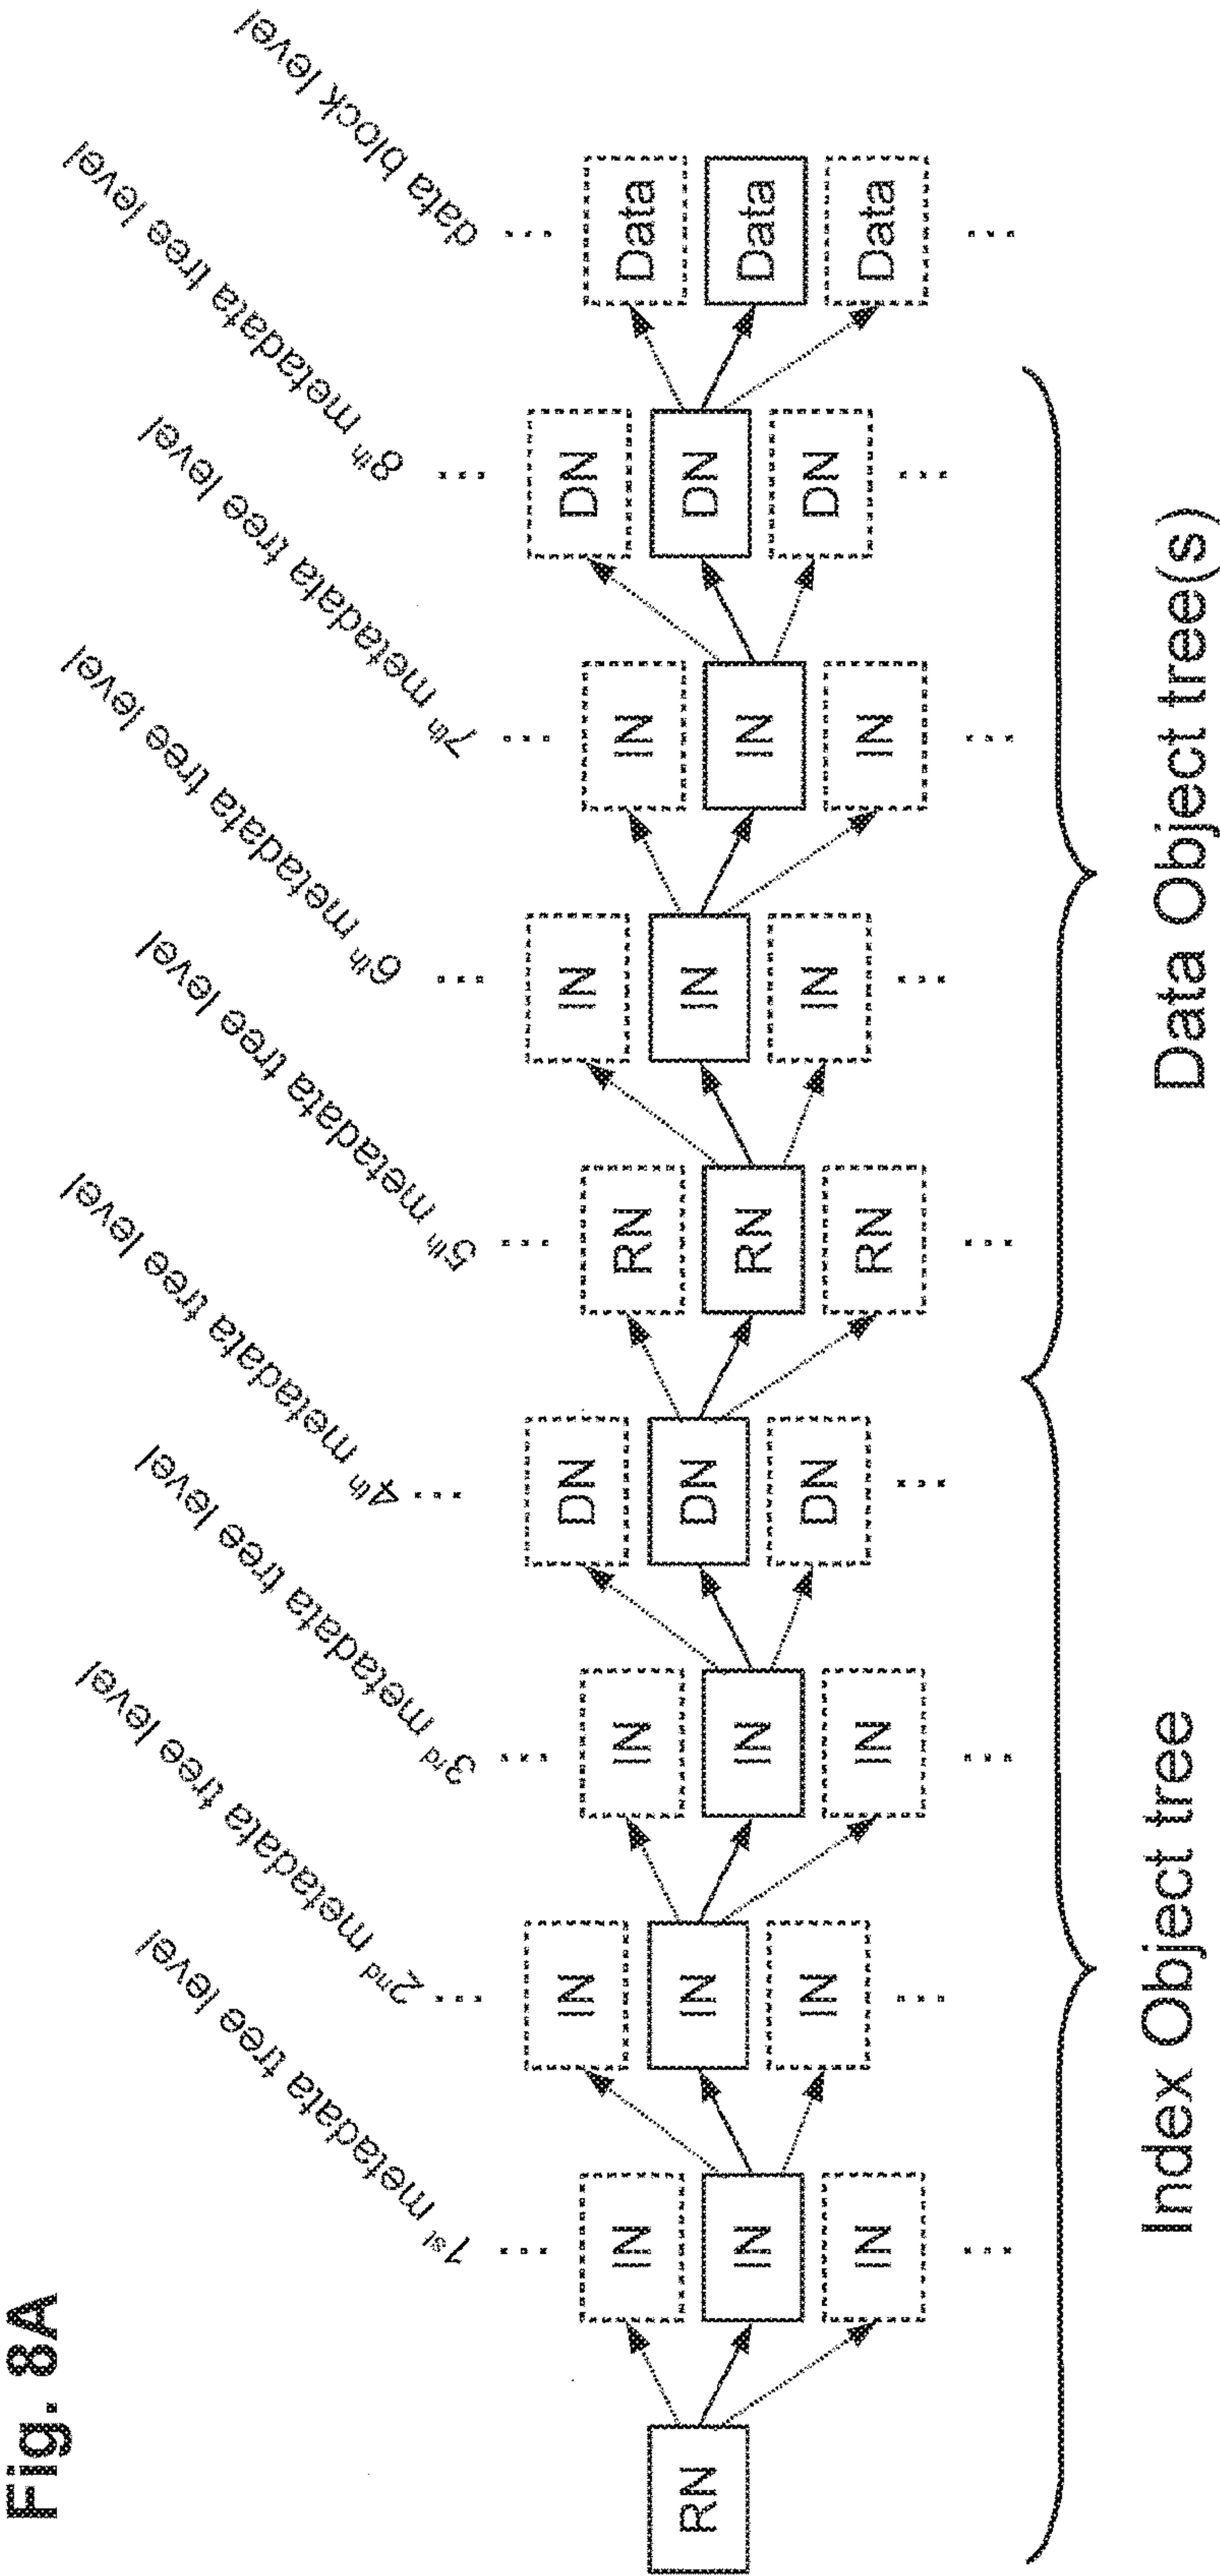 Fig. 8A
1st metadata tree level
2nd metadata tree level
3rd metadata tree level
4th metadata tree level
5th metadata tree level
6th metadata tree level
7th metadata tree level
8th metadata tree level
data block level
RN
IN
IN
IN
IN
IN
IN
IN
IN
IN
DN
DN
DN
RN
RN
RN
IN
IN
IN
IN
IN
IN
DN
DN
DN
Data
Data
Data
Index Object tree
Data Object tree(s)